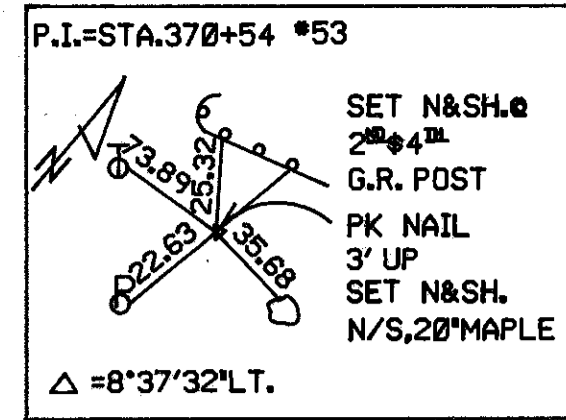 P.I.=STA.370+54 #53
SET N&SH.@
2ND&4TH
G.R. POST
PK NAIL
3' UP
SET N&SH.
N/S,20"MAPLE
73.89
25.32
22.63
35.68
△ =8°37'32"LT.